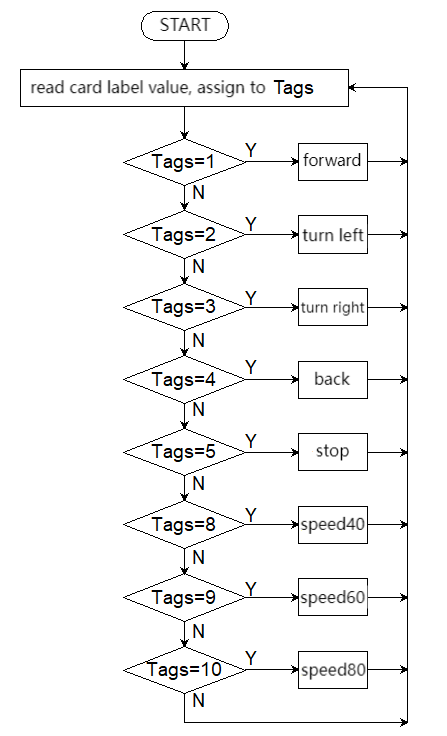 START
read card label value, assign to Tags
Tags=1
Y
forward
N
Tags=2
Y
turn left
N
Tags=3
Y
turn right
N
Tags=4
Y
back
N
Tags=5
Y
stop
N
Tags=8
Y
speed40
N
Tags=9
Y
speed60
N
Tags=10
Y
speed80
N